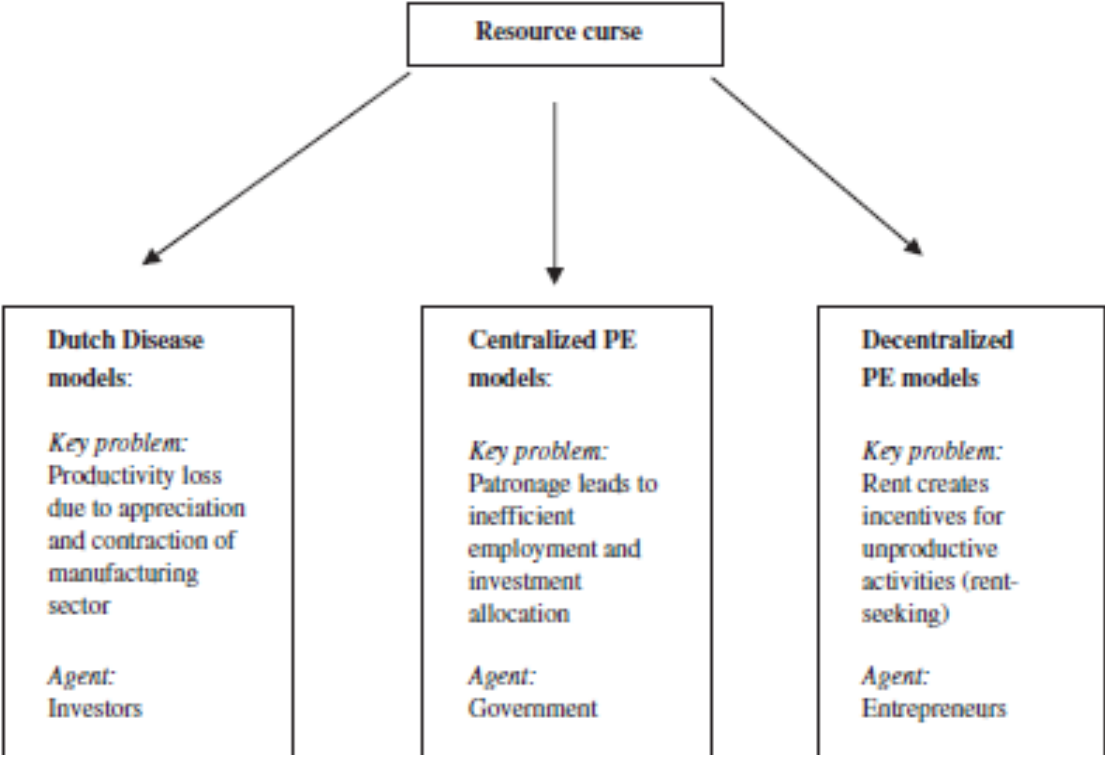 Resource curse
Dutch Disease
models:
Key problem:
Productivity loss
due to appreciation
and contraction of
manufacturing
sector
Agent:
Investors
Centralized PE
models:
Key problem:
Patronage leads to
inefficient
employment and
investment
allocation
Agent:
Government
Decentralized
PE models
Key problem:
Rent creates
incentives for
unproductive
activities (rent-
seeking)
Agent:
Entrepreneurs